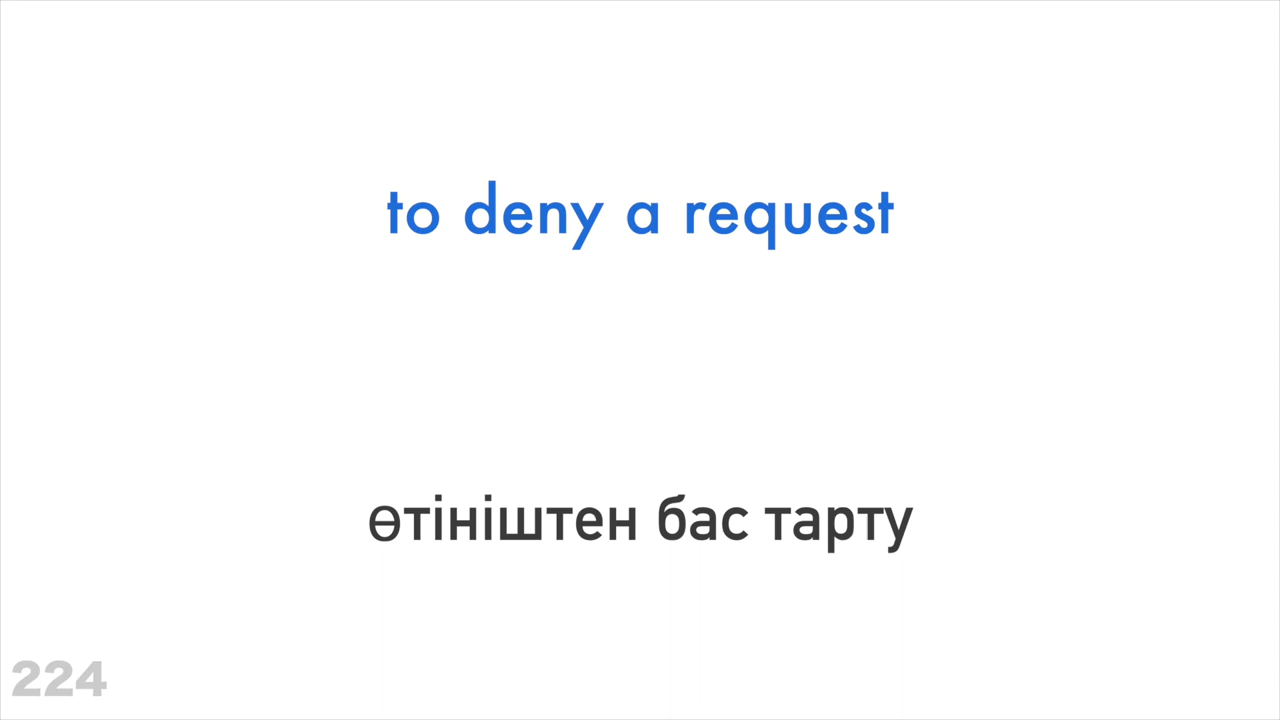 to deny a request
өтініштен бас тарту
224